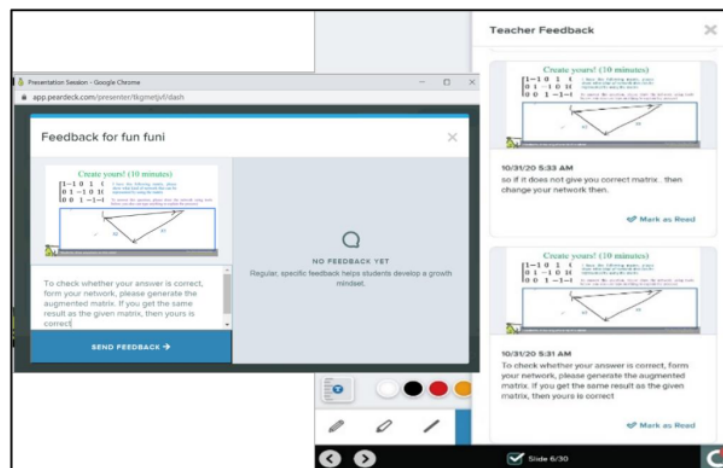 Presentation Session - Google Chrome
app.peardeck.com/presenter/tkgmetjvf/dash
Feedback for fun funi
Create yours! (10 minutes)
To check whether your answer is correct,
form your network, please generate the
augmented matrix. If you get the same
result as the given matrix, then yours is
correct
SEND FEEDBACK →
NO FEEDBACK YET
Regular, specific feedback helps students develop a growth
mindset.
Teacher Feedback
Create yours! (10 minutes)
10/31/20 5:33 AM
so if it does not give you correct matrix.. then
change your network then.
Mark as Read
Create yours! (10 minutes)
10/31/20 5:31 AM
To check whether your answer is correct, form
your network, please generate the augmented
matrix. If you get the same result as the given
matrix, then yours is correct
Mark as Read
Slide 6/30